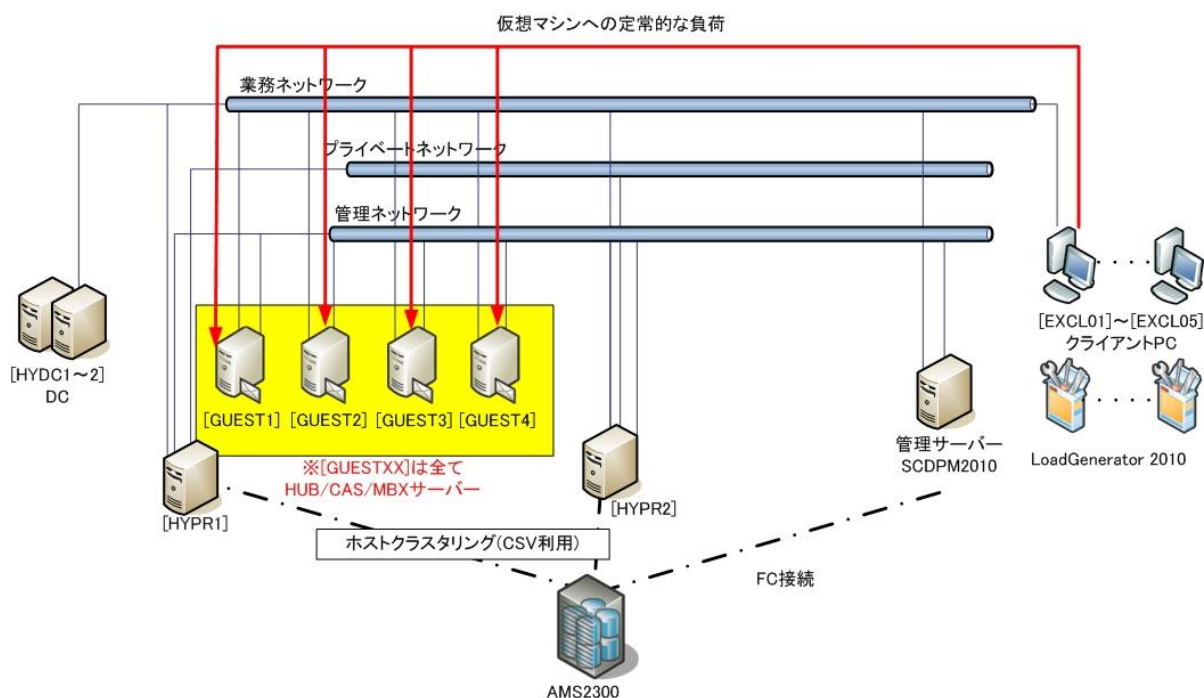 仮想マシンへの定常的な負荷
業務ネットワーク
プライベートネットワーク
管理ネットワーク
[HYDC1～2]
DC
[GUEST1]
[GUEST2]
[GUEST3]
[GUEST4]
※[GUESTXX]は全て
HUB/CAS/MBXサーバー
[HYPR1]
[HYPR2]
管理サーバー
SCDPM2010
[EXCL01]～[EXCL05]
クライアントPC
LoadGenerator 2010
ホストクラスタリング(CSV利用)
FC接続
AMS2300